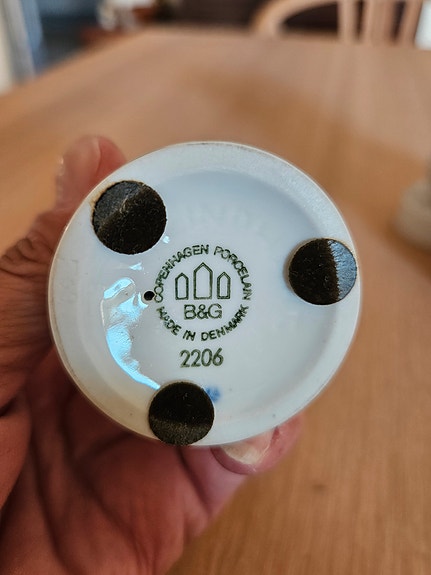 COPENHAGEN PORCELAIN
B&G
MADE IN DENMARK
2206